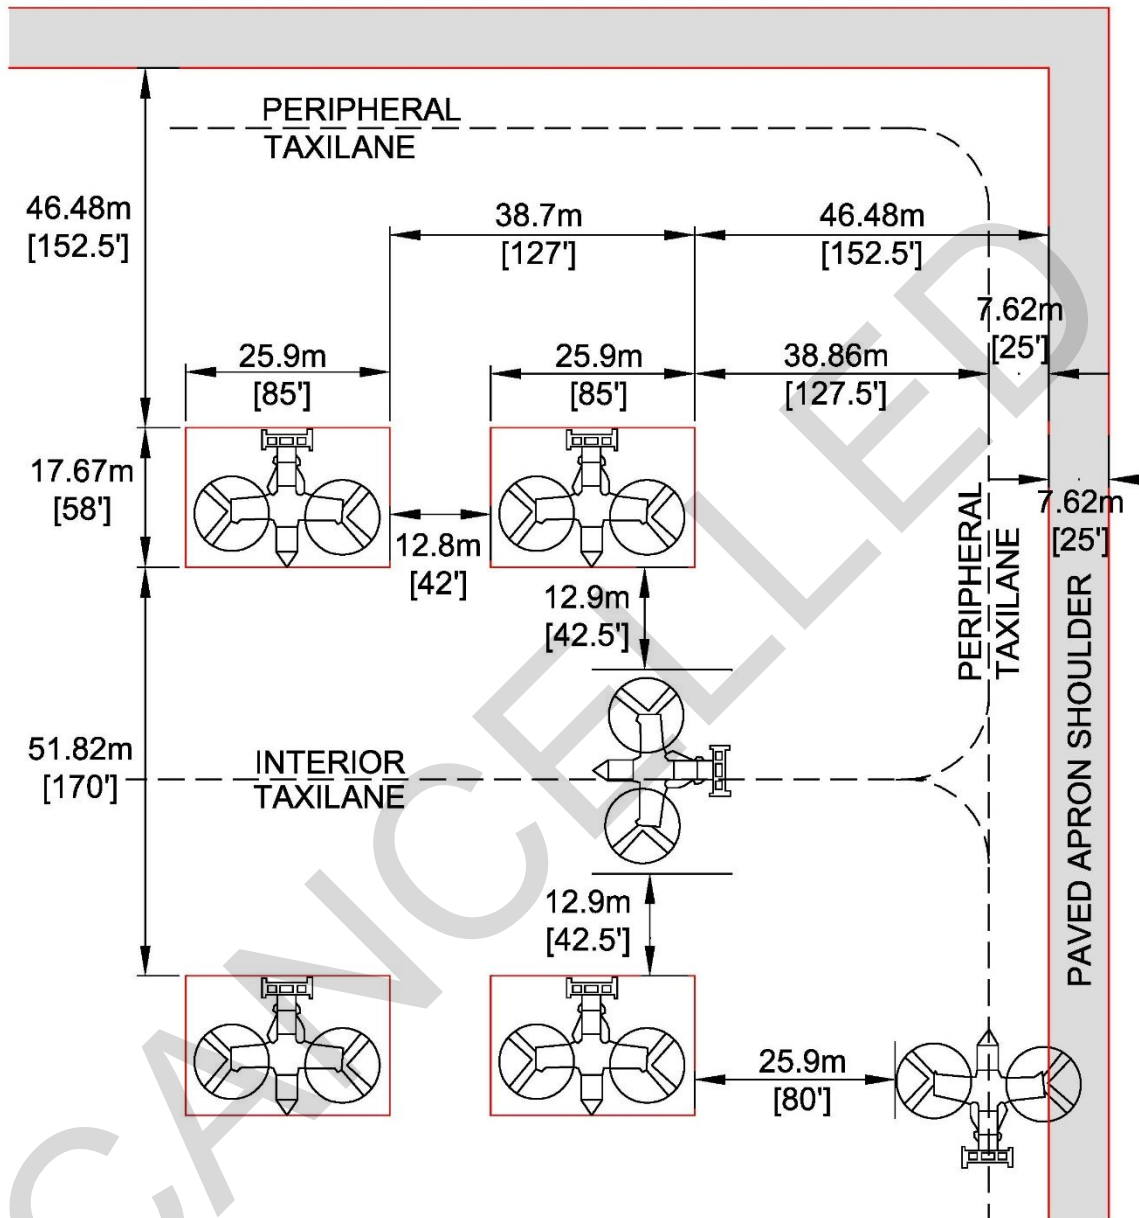 PERIPHERAL
TAXILANE
46.48m
[152.5']
38.7m
[127']
46.48m
[152.5']
7.62m
[25']
25.9m
[85']
25.9m
[85']
38.86m
[127.5']
17.67m
[58']
12.8m
[42']
7.62m
[25']
12.9m
[42.5']
PERIPHERAL
TAXILANE
PAVED APRON SHOULDER
51.82m
[170']
INTERIOR
TAXILANE
12.9m
[42.5']
25.9m
[80']
CANCELLED